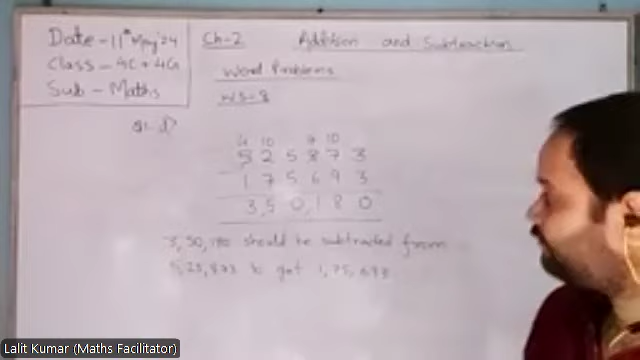 Date - 11th May '24
Class - 4C + 4G
Sub - Maths
Ch-2 Addition and Subtraction
Word Problems
WS-8
Q1. d)
4 10 7 10
5 2 5 8 7 3
1 7 5 6 9 3
3,5 0,1 8 0
3,50,180 should be subtracted from
5,25,873 to get 1,75,693
Lalit Kumar (Maths Facilitator)